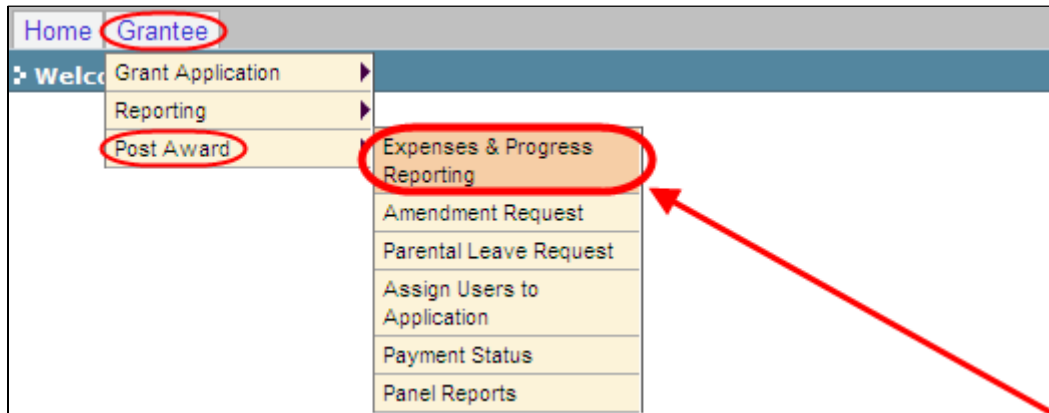 Home Grantee
Welc
Grant Application
Reporting
Post Award
Expenses & Progress
Reporting
Amendment Request
Parental Leave Request
Assign Users to
Application
Payment Status
Panel Reports